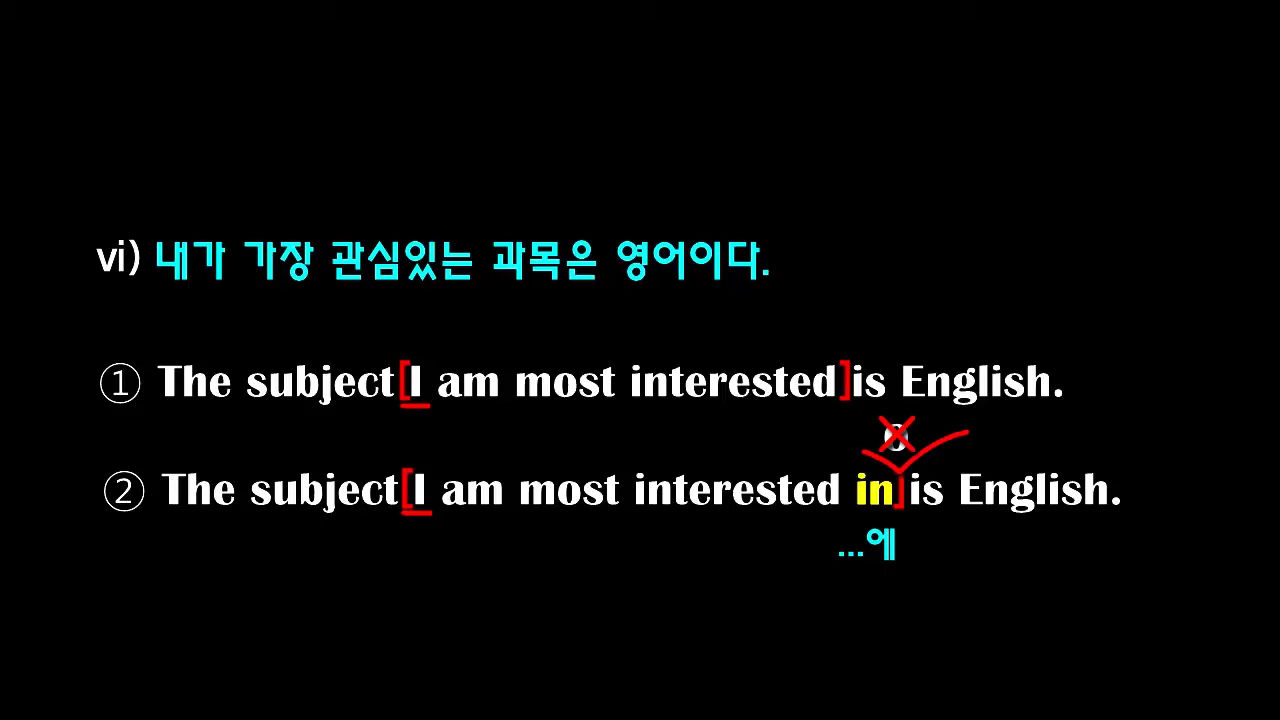 vi) 내가 가장 관심있는 과목은 영어이다.
① The subject [I am most interested] is English.
o
② The subject [I am most interested in] is English.
...에